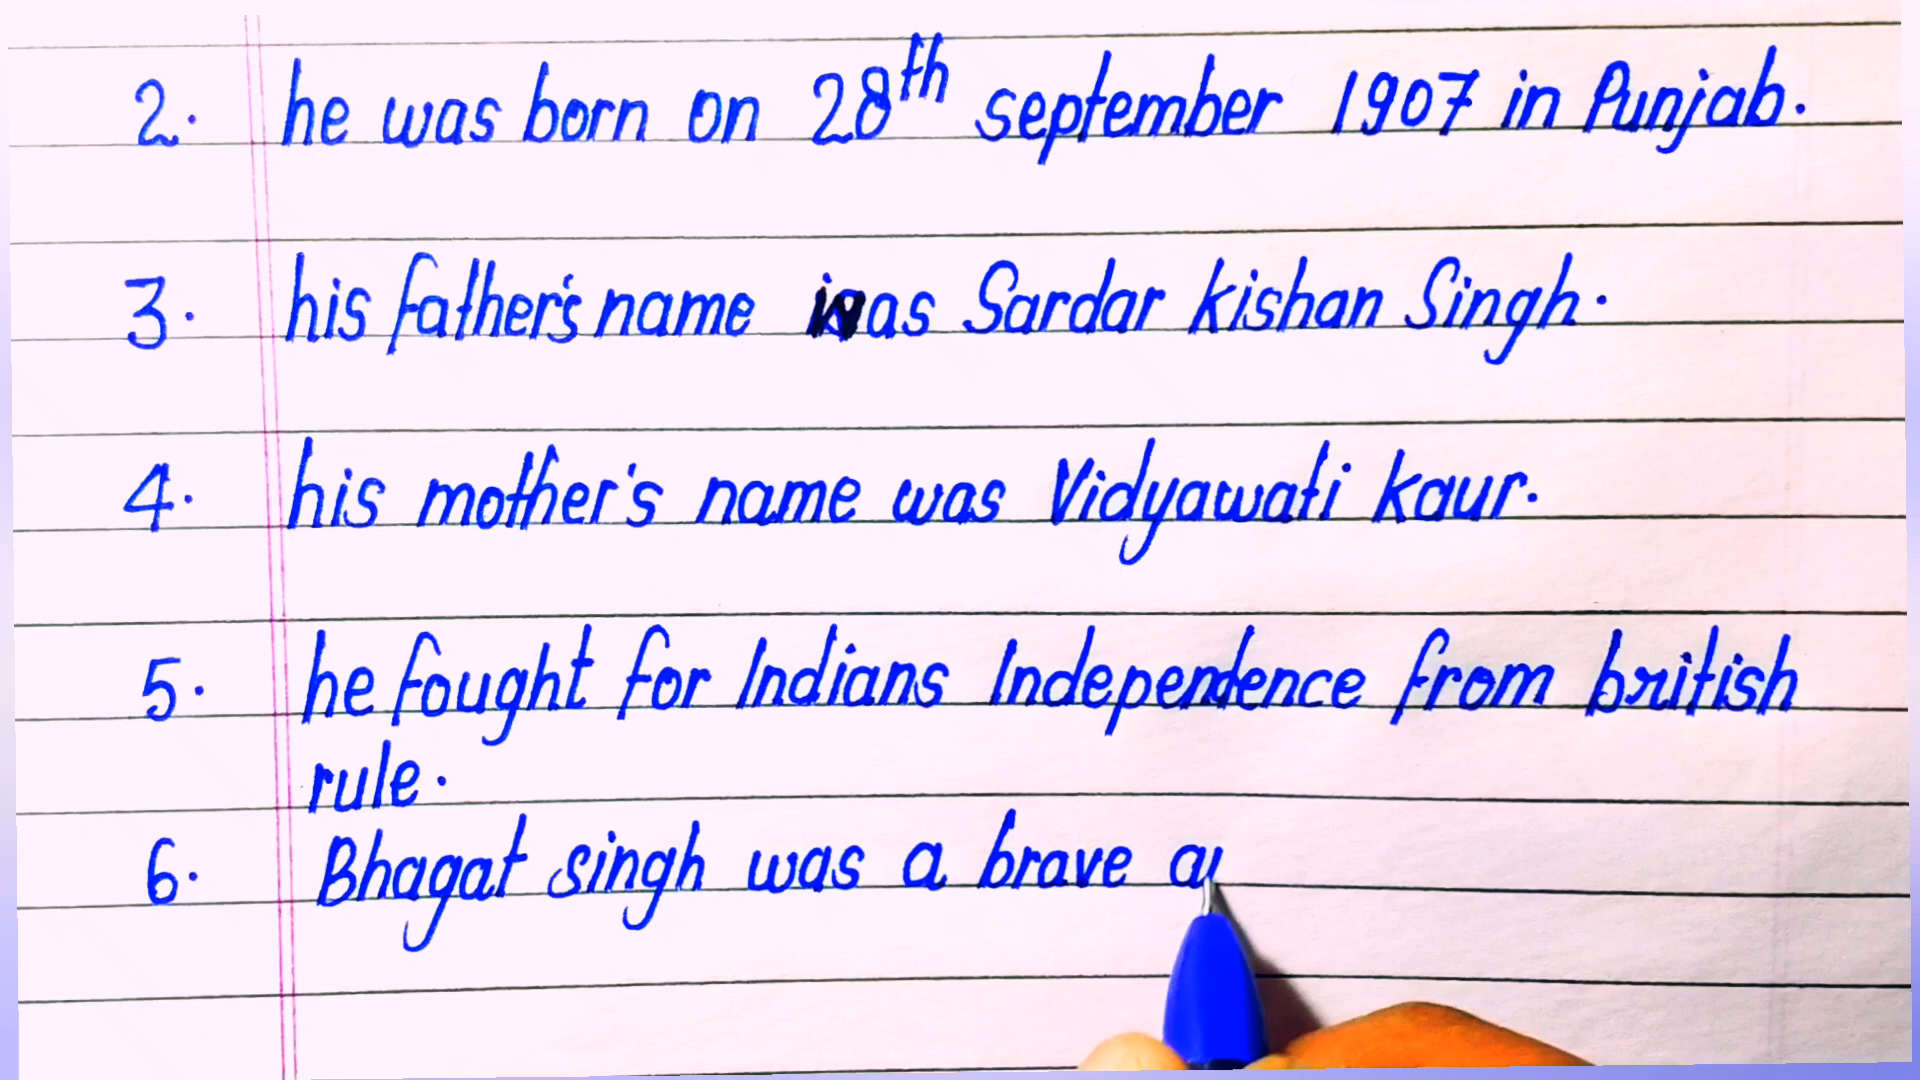 2. he was born on 28th september 1907 in Punjab.
3. his father's name was Sardar kishan Singh.
4. his mother's name was Vidyawati kaur.
5. he fought for Indians Independence from british
rule.
6. Bhagat singh was a brave